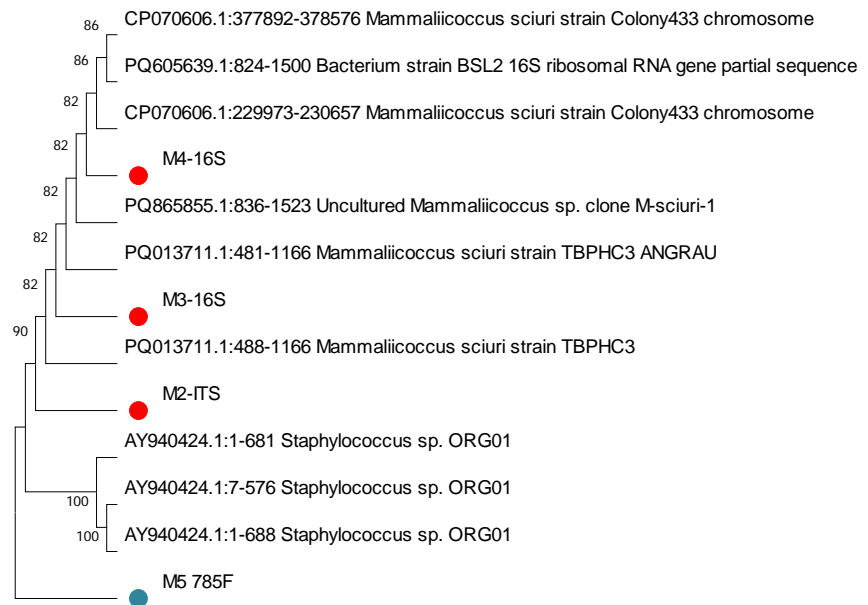 86
CP070606.1:377892-378576 Mammaliicoccus sciuri strain Colony433 chromosome
86
PQ605639.1:824-1500 Bacterium strain BSL2 16S ribosomal RNA gene partial sequence
82
CP070606.1:229973-230657 Mammaliicoccus sciuri strain Colony433 chromosome
82
M4-16S
82
PQ865855.1:836-1523 Uncultured Mammaliicoccus sp. clone M-sciuri-1
82
PQ013711.1:481-1166 Mammaliicoccus sciuri strain TBPHC3 ANGRAU
82
M3-16S
90
PQ013711.1:488-1166 Mammaliicoccus sciuri strain TBPHC3
M2-ITS
AY940424.1:1-681 Staphylococcus sp. ORG01
100
AY940424.1:7-576 Staphylococcus sp. ORG01
100
AY940424.1:1-688 Staphylococcus sp. ORG01
M5 785F